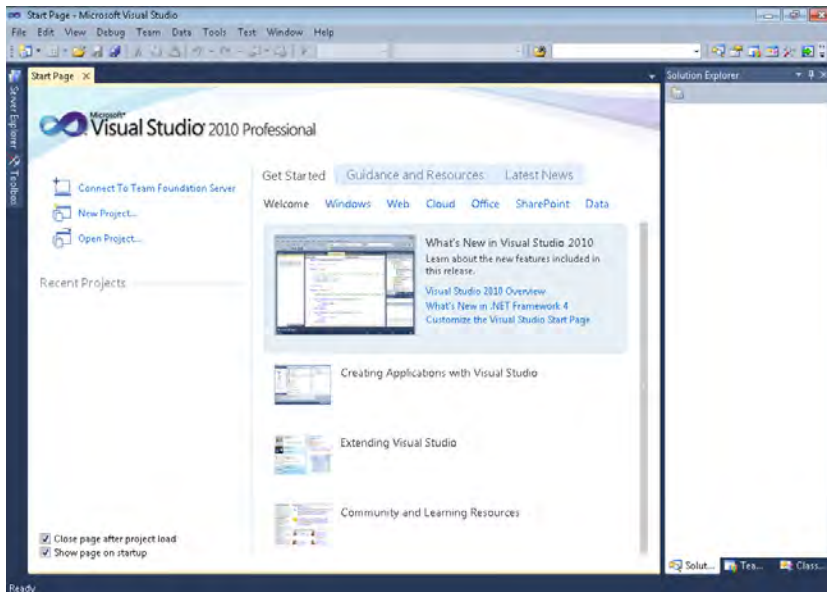 Start Page - Microsoft Visual Studio
File Edit View Debug Team Data Tools Test Window Help
Start Page
Solution Explorer
Server Explorer
Toolbox
Microsoft
Visual Studio 2010 Professional
Connect To Team Foundation Server
New Project...
Open Project...
Recent Projects
Get Started Guidance and Resources Latest News
Welcome Windows Web Cloud Office SharePoint Data
What's New in Visual Studio 2010
Learn about the new features included in
this release.
Visual Studio 2010 Overview
What's New in .NET Framework 4
Customize the Visual Studio Start Page
Creating Applications with Visual Studio
Extending Visual Studio
Community and Learning Resources
Close page after project load
Show page on startup
Solut... Tea... Class...
Ready